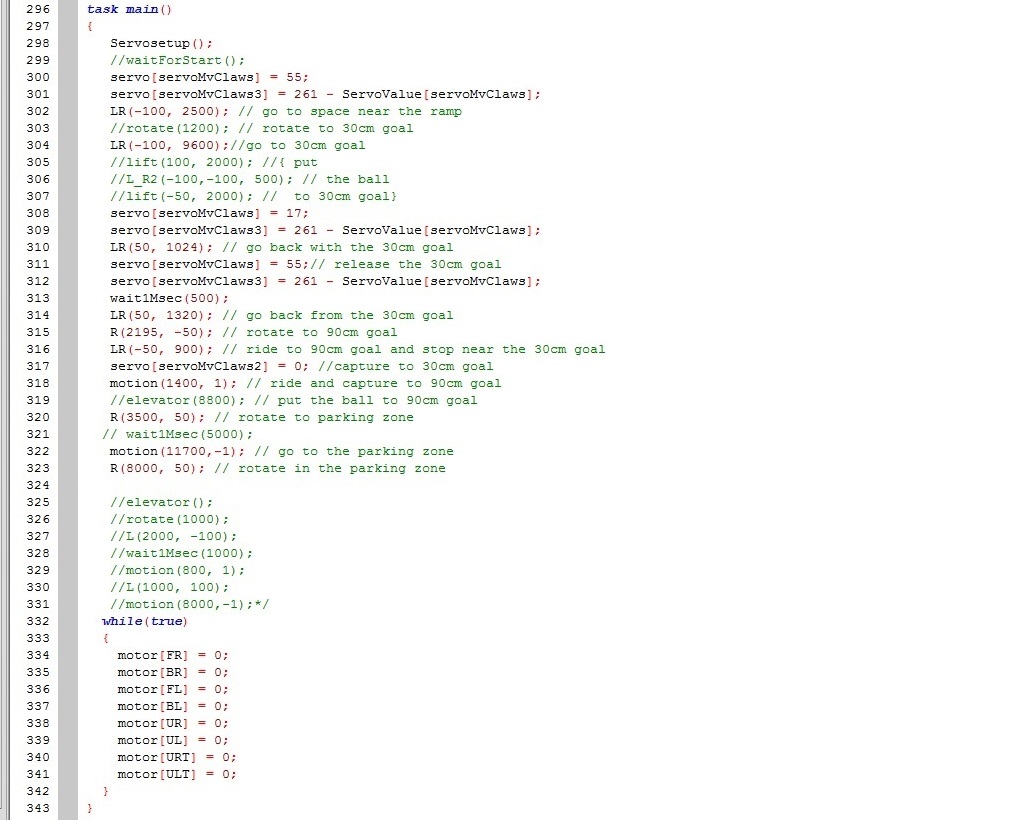 296 task main()
297 {
298 Servosetup();
299 //waitForStart();
300 servo[servoMvClaws] = 55;
301 servo[servoMvClaws3] = 261 - ServoValue[servoMvClaws];
302 LR(-100, 2500); // go to space near the ramp
303 //rotate(1200); // rotate to 30cm goal
304 LR(-100, 9600);//go to 30cm goal
305 //lift(100, 2000); //{ put
306 //L_R2(-100,-100, 500); // the ball
307 //lift(-50, 2000); //  to 30cm goal}
308 servo[servoMvClaws] = 17;
309 servo[servoMvClaws3] = 261 - ServoValue[servoMvClaws];
310 LR(50, 1024); // go back with the 30cm goal
311 servo[servoMvClaws] = 55;// release the 30cm goal
312 servo[servoMvClaws3] = 261 - ServoValue[servoMvClaws];
313 wait1Msec(500);
314 LR(50, 1320); // go back from the 30cm goal
315 R(2195, -50); // rotate to 90cm goal
316 LR(-50, 900); // ride to 90cm goal and stop near the 30cm goal
317 servo[servoMvClaws2] = 0; //capture to 30cm goal
318 motion(1400, 1); // ride and capture to 90cm goal
319 //elevator(8800); // put the ball to 90cm goal
320 R(3500, 50); // rotate to parking zone
321 // wait1Msec(5000);
322 motion(11700,-1); // go to the parking zone
323 R(8000, 50); // rotate in the parking zone
324
325 //elevator();
326 //rotate(1000);
327 //L(2000, -100);
328 //wait1Msec(1000);
329 //motion(800, 1);
330 //L(1000, 100);
331 //motion(8000,-1);*/
332 while(true)
333 {
334 motor[FR] = 0;
335 motor[BR] = 0;
336 motor[FL] = 0;
337 motor[BL] = 0;
338 motor[UR] = 0;
339 motor[UL] = 0;
340 motor[URT] = 0;
341 motor[ULT] = 0;
342 }
343 }